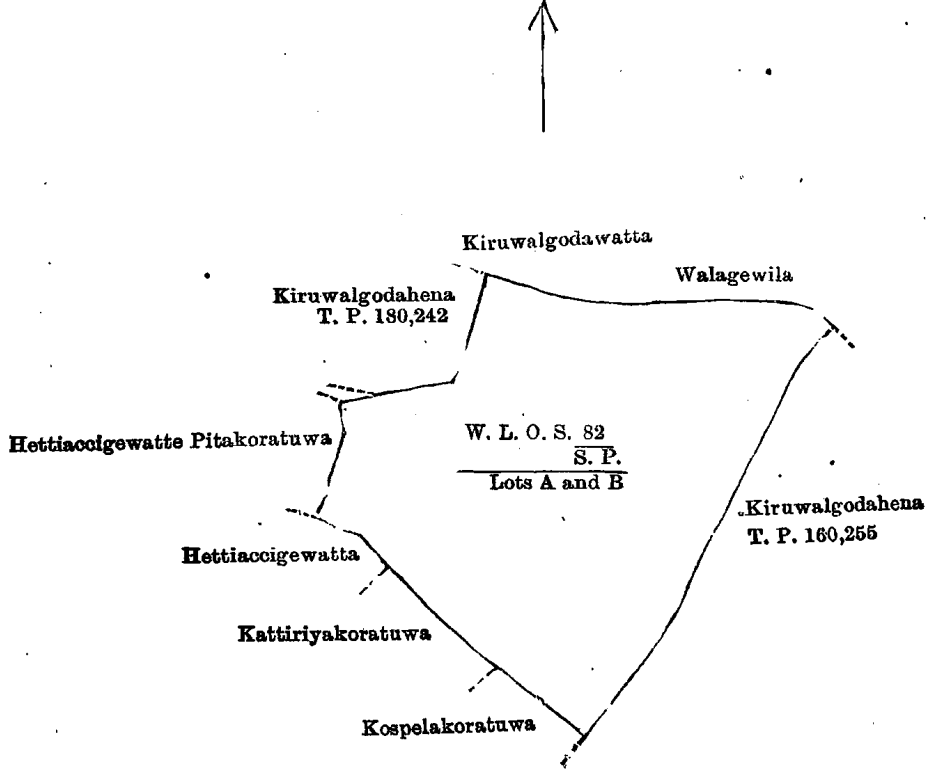 Kiruwalgodawatta
Walagewila
Kiruwalgodahena
T. P. 180,242
Hettiaccigewatte Pitakoratuwa
W. L. O. S. 82
S. P.
Lots A and B
Kiruwalgodahena
T. P. 160,255
Hettiaccigewatta
Kattiriyakoratuwa
Kospelakoratuwa